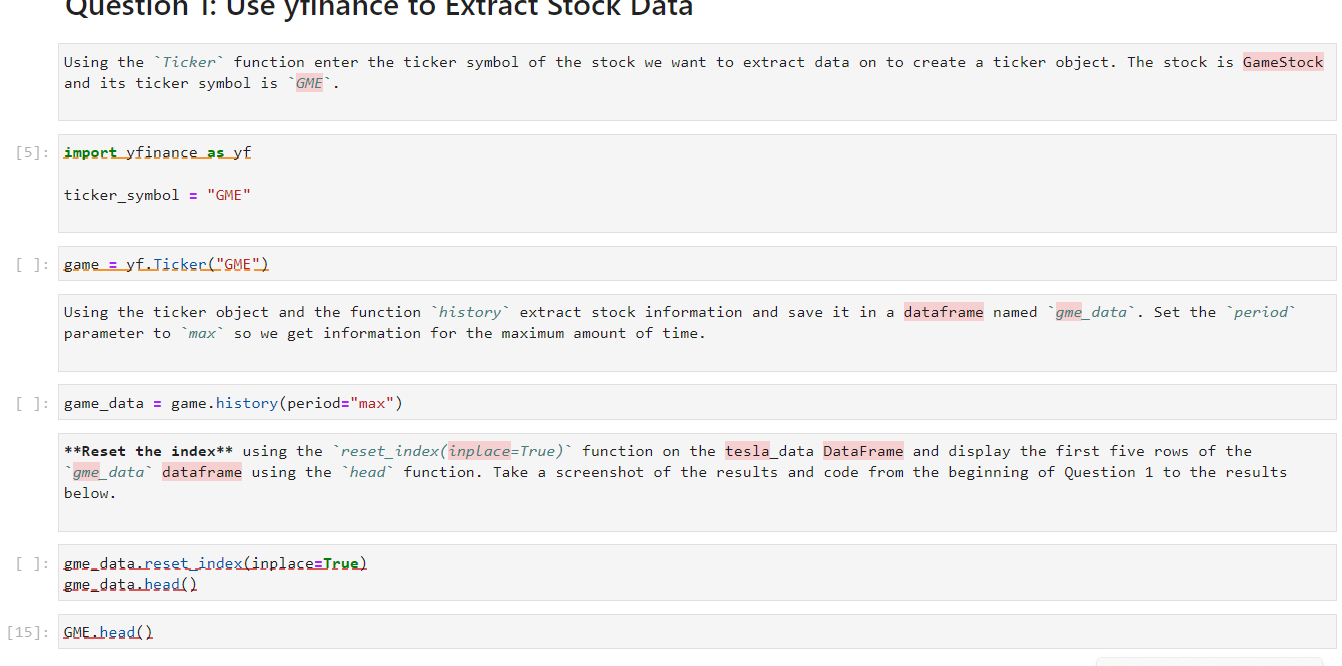 Question 1: Use yfinance to Extract Stock Data
Using the `Ticker` function enter the ticker symbol of the stock we want to extract data on to create a ticker object. The stock is GameStock
and its ticker symbol is `GME`.
[5]:
import yfinance as yf
ticker_symbol = "GME"
[ ]:
game = yf.Ticker("GME")
Using the ticker object and the function `history` extract stock information and save it in a dataframe named `gme_data`. Set the `period`
parameter to `max` so we get information for the maximum amount of time.
[ ]:
game_data = game.history(period="max")
**Reset the index** using the `reset_index(inplace=True)` function on the tesla_data DataFrame and display the first five rows of the
`gme_data` dataframe using the `head` function. Take a screenshot of the results and code from the beginning of Question 1 to the results
below.
[ ]:
gme_data.reset_index(inplace=True)
gme_data.head()
[15]:
GME.head()